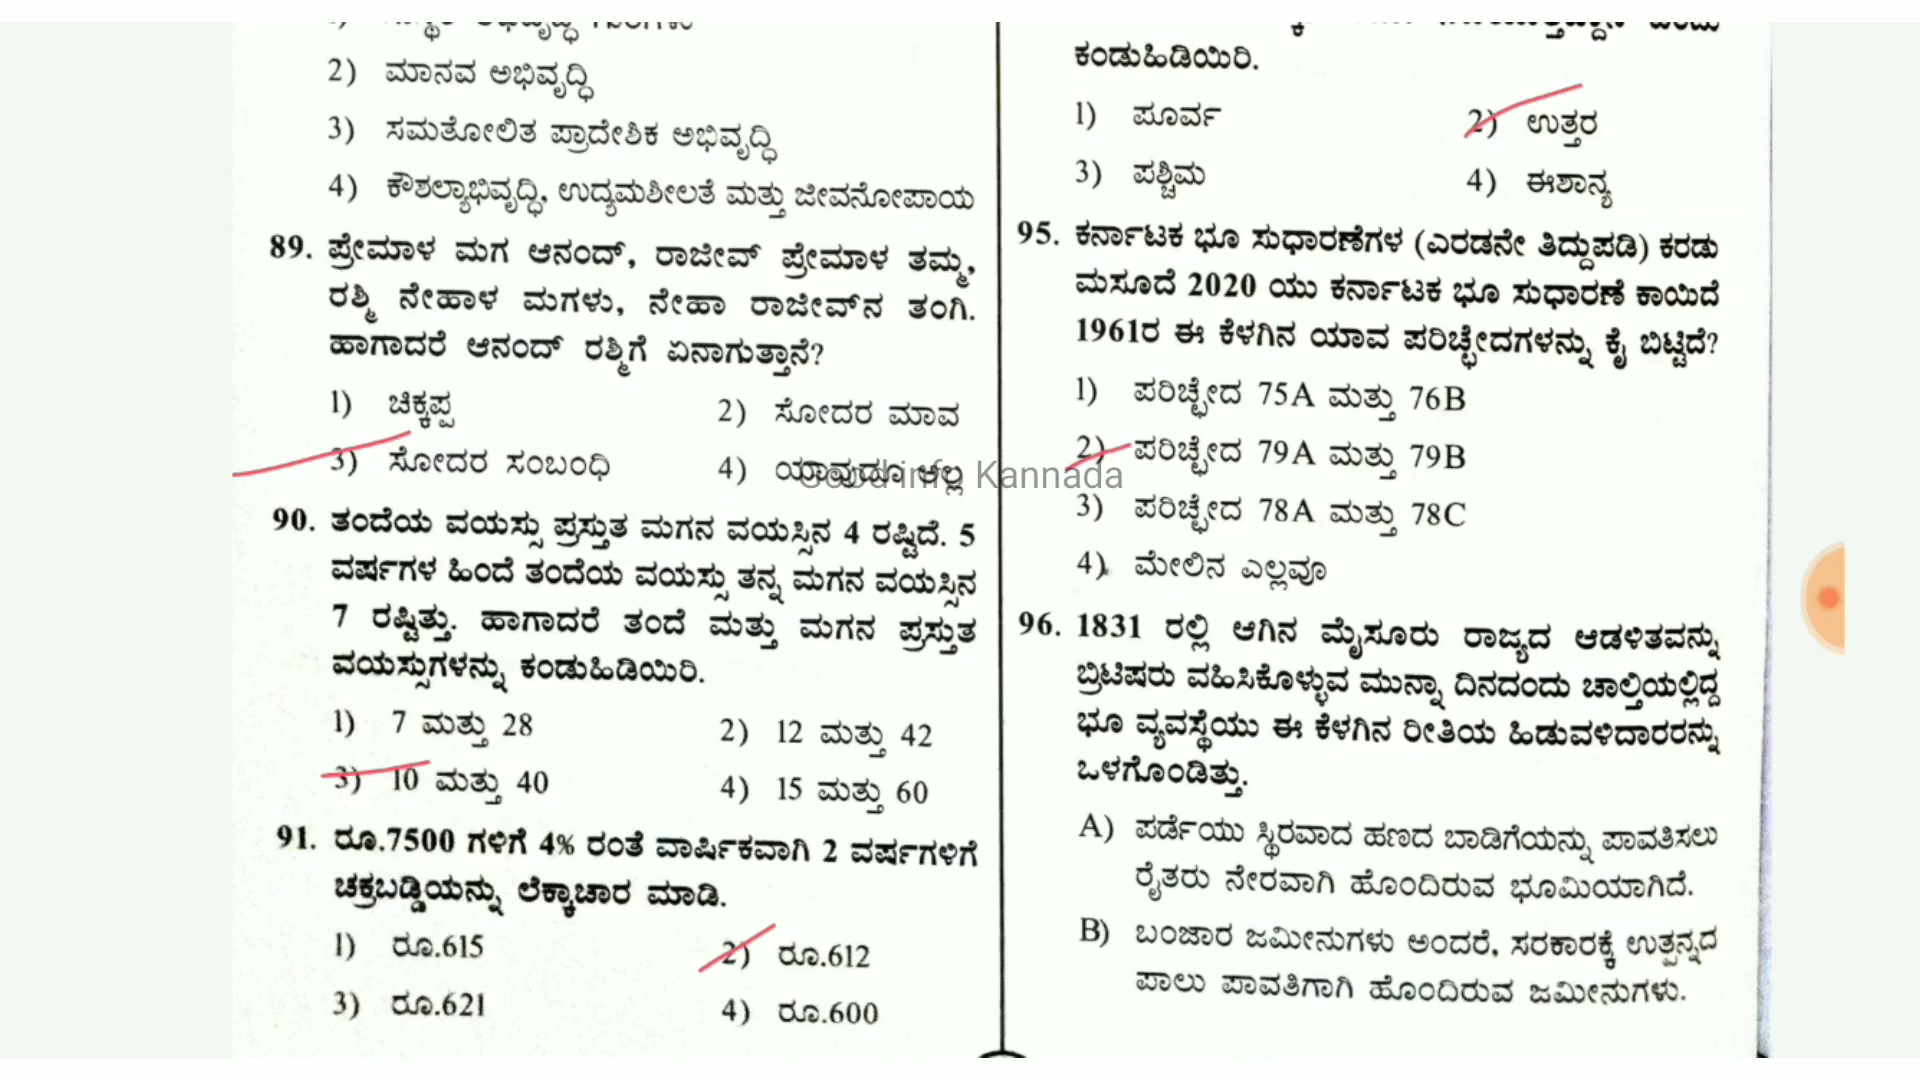 2) ಮಾನವ ಅಭಿವೃದ್ಧಿ
3) ಸಮತೋಲಿತ ಪ್ರಾದೇಶಿಕ ಅಭಿವೃದ್ಧಿ
4) ಕೌಶಲ್ಯಾಭಿವೃದ್ಧಿ, ಉದ್ಯಮಶೀಲತೆ ಮತ್ತು ಜೀವನೋಪಾಯ
89. ಪ್ರೇಮಾಳ ಮಗ ಆನಂದ್, ರಾಜೀವ್ ಪ್ರೇಮಾಳ ತಮ್ಮ,
ರಶ್ಮಿ ನೇಹಾಳ ಮಗಳು, ನೇಹಾ ರಾಜೀವ್‌ನ ತಂಗಿ.
ಹಾಗಾದರೆ ಆನಂದ್ ರಶ್ಮಿಗೆ ಏನಾಗುತ್ತಾನೆ?
1) ಚಿಕ್ಕಪ್ಪ 2) ಸೋದರ ಮಾವ
3) ಸೋದರ ಸಂಬಂಧಿ 4) ಯಾವುದೂ ಅಲ್ಲ
90. ತಂದೆಯ ವಯಸ್ಸು ಪ್ರಸ್ತುತ ಮಗನ ವಯಸ್ಸಿನ 4 ರಷ್ಟಿದೆ. 5
ವರ್ಷಗಳ ಹಿಂದೆ ತಂದೆಯ ವಯಸ್ಸು ತನ್ನ ಮಗನ ವಯಸ್ಸಿನ
7 ರಷ್ಟಿತ್ತು. ಹಾಗಾದರೆ ತಂದೆ ಮತ್ತು ಮಗನ ಪ್ರಸ್ತುತ
ವಯಸ್ಸುಗಳನ್ನು ಕಂಡುಹಿಡಿಯಿರಿ.
1) 7 ಮತ್ತು 28 2) 12 ಮತ್ತು 42
3) 10 ಮತ್ತು 40 4) 15 ಮತ್ತು 60
91. ರೂ.7500 ಗಳಿಗೆ 4% ರಂತೆ ವಾರ್ಷಿಕವಾಗಿ 2 ವರ್ಷಗಳಿಗೆ
ಚಕ್ರಬಡ್ಡಿಯನ್ನು ಲೆಕ್ಕಾಚಾರ ಮಾಡಿ.
1) ರೂ.615 2) ರೂ.612
3) ರೂ.621 4) ರೂ.600
ಕಂಡುಹಿಡಿಯಿರಿ.
1) ಪೂರ್ವ 2) ಉತ್ತರ
3) ಪಶ್ಚಿಮ 4) ಈಶಾನ್ಯ
95. ಕರ್ನಾಟಕ ಭೂ ಸುಧಾರಣೆಗಳ (ಎರಡನೇ ತಿದ್ದುಪಡಿ) ಕರಡು
ಮಸೂದೆ 2020 ಯು ಕರ್ನಾಟಕ ಭೂ ಸುಧಾರಣೆ ಕಾಯಿದೆ
1961ರ ಈ ಕೆಳಗಿನ ಯಾವ ಪರಿಚ್ಛೇದಗಳನ್ನು ಕೈ ಬಿಟ್ಟಿದೆ?
1) ಪರಿಚ್ಛೇದ 75A ಮತ್ತು 76B
2) ಪರಿಚ್ಛೇದ 79A ಮತ್ತು 79B
3) ಪರಿಚ್ಛೇದ 78A ಮತ್ತು 78C
4) ಮೇಲಿನ ಎಲ್ಲವೂ
96. 1831 ರಲ್ಲಿ ಆಗಿನ ಮೈಸೂರು ರಾಜ್ಯದ ಆಡಳಿತವನ್ನು
ಬ್ರಿಟಿಷರು ವಹಿಸಿಕೊಳ್ಳುವ ಮುನ್ನಾ ದಿನದಂದು ಚಾಲ್ತಿಯಲ್ಲಿದ್ದ
ಭೂ ವ್ಯವಸ್ಥೆಯು ಈ ಕೆಳಗಿನ ರೀತಿಯ ಹಿಡುವಳಿದಾರರನ್ನು
ಒಳಗೊಂಡಿತ್ತು.
A) ಪರ್ಡೆಯು ಸ್ಥಿರವಾದ ಹಣದ ಬಾಡಿಗೆಯನ್ನು ಪಾವತಿಸಲು
ರೈತರು ನೇರವಾಗಿ ಹೊಂದಿರುವ ಭೂಮಿಯಾಗಿದೆ.
B) ಬಂಜಾರ ಜಮೀನುಗಳು ಅಂದರೆ, ಸರಕಾರಕ್ಕೆ ಉತ್ಪನ್ನದ
ಪಾಲು ಪಾವತಿಗಾಗಿ ಹೊಂದಿರುವ ಜಮೀನುಗಳು.
Good info Kannada